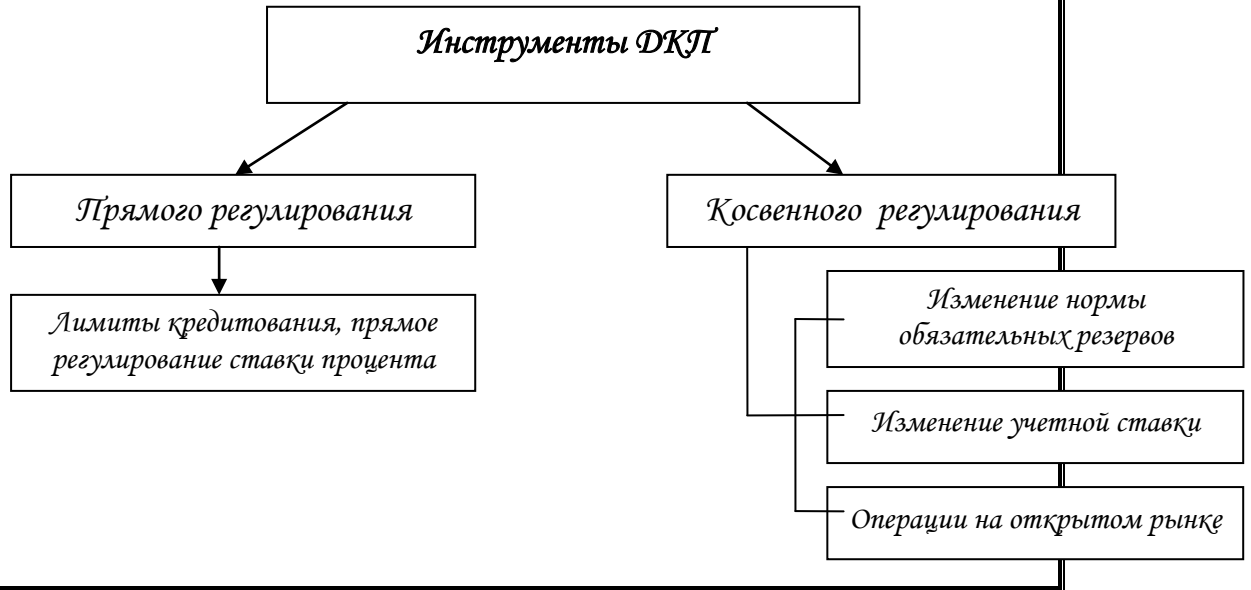 Инструменты ДКП
Прямого регулирования
Косвенного регулирования
Лимиты кредитования, прямое
регулирование ставки процента
Изменение нормы
обязательных резервов
Изменение учетной ставки
Операции на открытом рынке